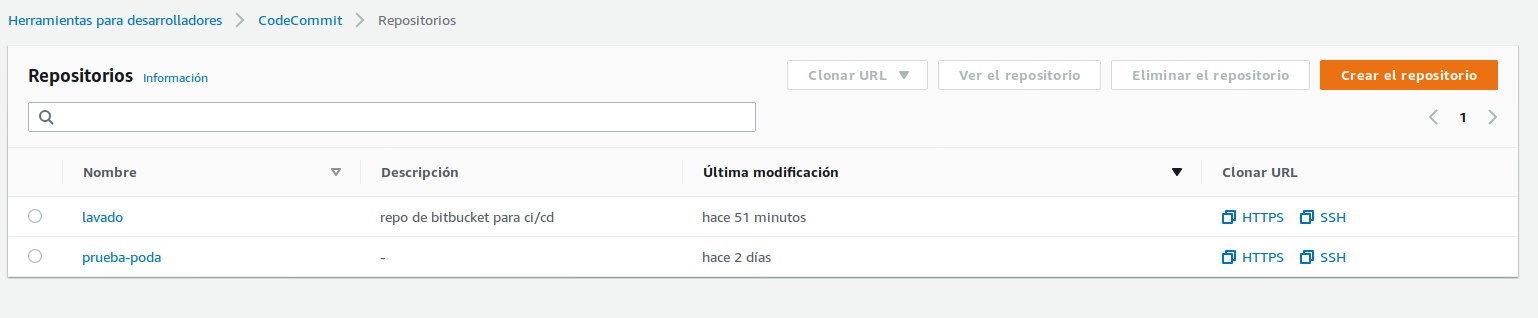 Herramientas para desarrolladores CodeCommit Repositorios
Repositorios Información Clonar URL Ver el repositorio Eliminar el repositorio Crear el repositorio
1
Nombre Descripción Última modificación Clonar URL
lavado repo de bitbucket para ci/cd hace 51 minutos HTTPS SSH
prueba-poda - hace 2 días HTTPS SSH